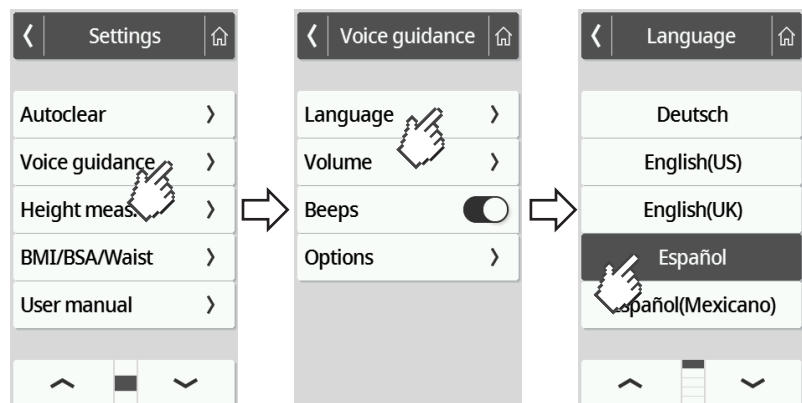 Settings
Autoclear
Voice guidance
Height meas.
BMI/BSA/Waist
User manual
Voice guidance
Language
Volume
Beeps
Options
Language
Deutsch
English(US)
English(UK)
Español
Español(Mexicano)